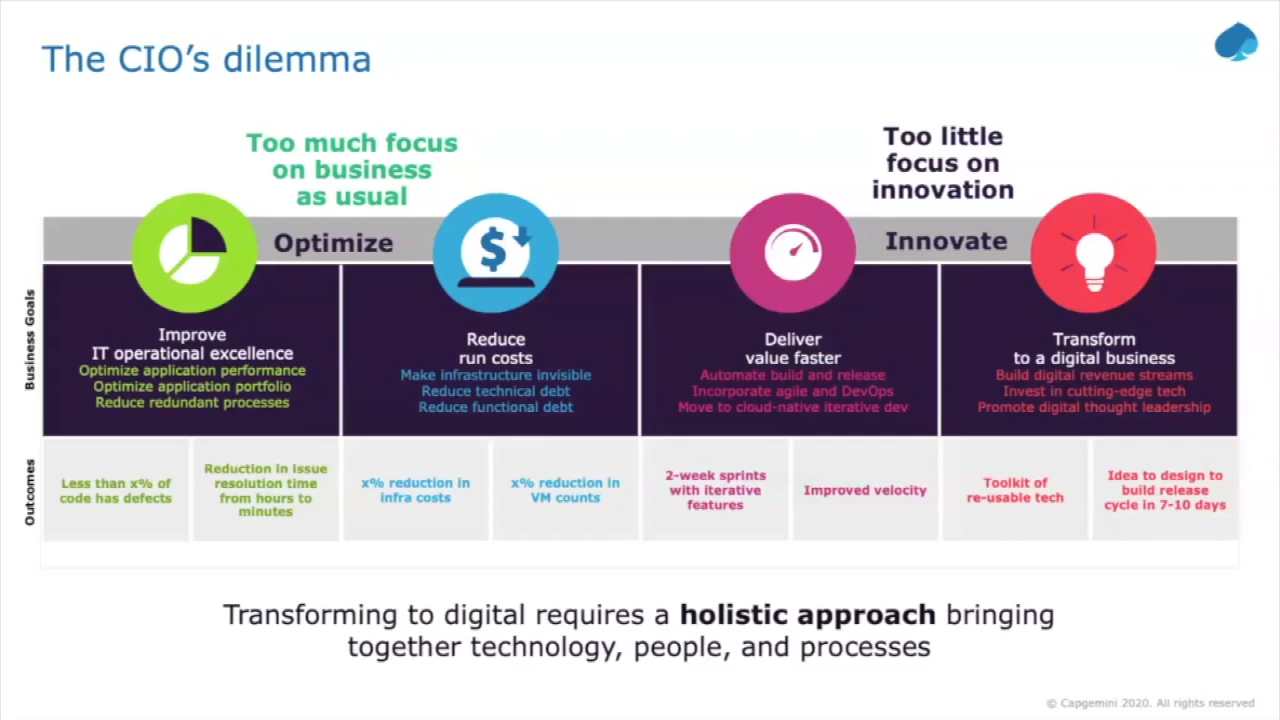 The CIO's dilemma
Too much focus
on business
as usual
Too little
focus on
innovation
Optimize
$
Innovate
Business Goals
Improve
IT operational excellence
Optimize application performance
Optimize application portfolio
Reduce redundant processes
Reduce
run costs
Make infrastructure invisible
Reduce technical debt
Reduce functional debt
Deliver
value faster
Automate build and release
Incorporate agile and DevOps
Move to cloud-native iterative dev
Transform
to a digital business
Build digital revenue streams
Invest in cutting-edge tech
Promote digital thought leadership
Outcomes
Less than x% of
code has defects
Reduction in issue
resolution time
from hours to
minutes
x% reduction in
infra costs
x% reduction in
VM counts
2-week sprints
with iterative
features
Improved velocity
Toolkit of
re-usable tech
Idea to design to
build release
cycle in 7-10 days
Transforming to digital requires a holistic approach bringing
together technology, people, and processes
© Capgemini 2020. All rights reserved